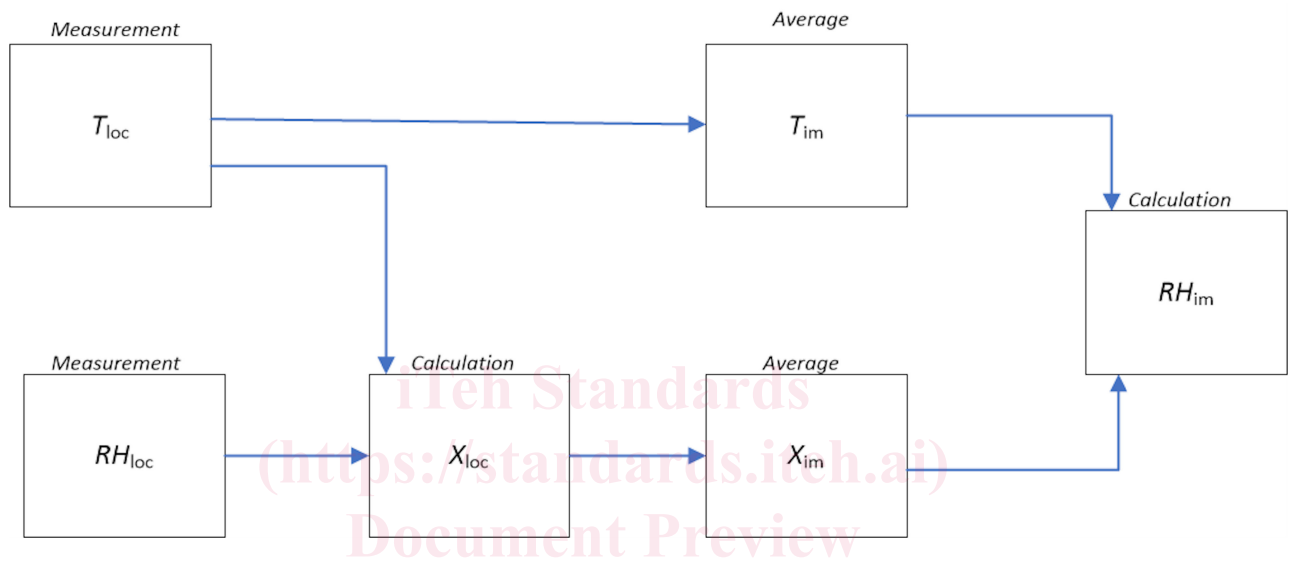 Measurement
Average
T_loc
T_im
Calculation
RH_im
Measurement
Calculation
Average
iTeh Standards
RH_loc
X_loc
X_im
(https://standards.iteh.ai)
Document Preview